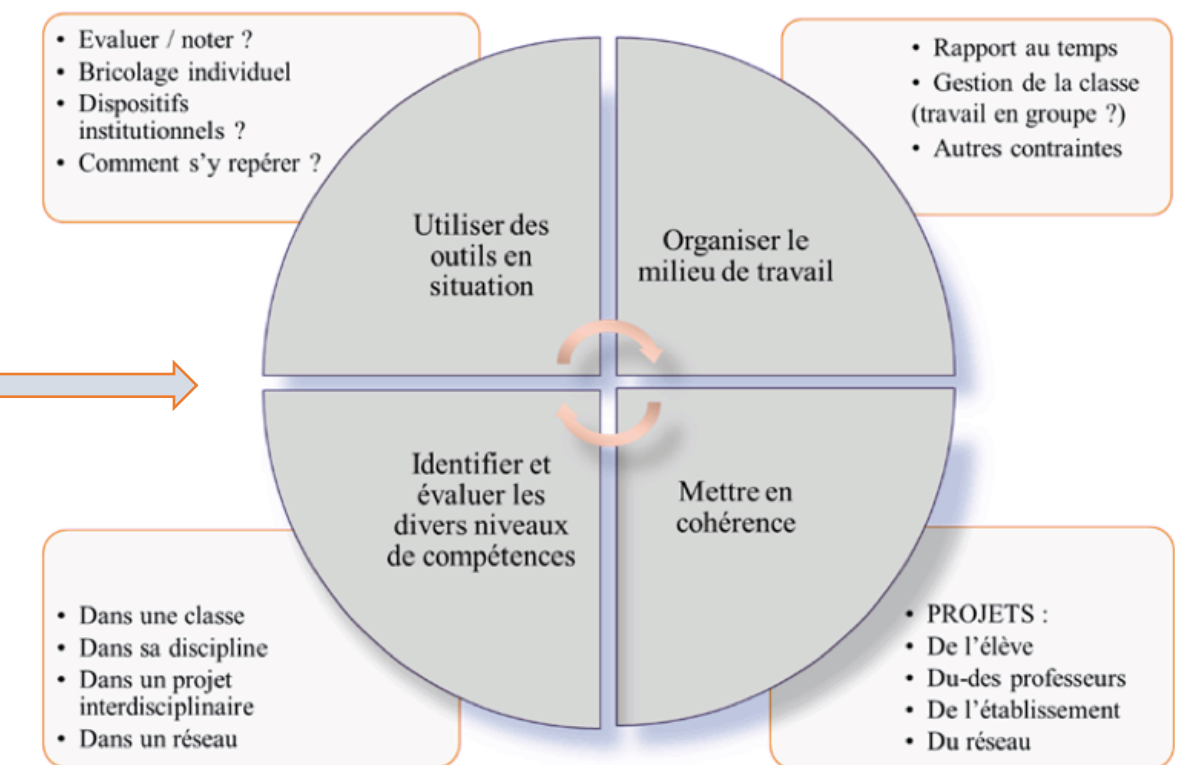 • Evaluer / noter ?
• Bricolage individuel
• Dispositifs
institutionnels ?
• Comment s’y repérer ?
• Rapport au temps
• Gestion de la classe
(travail en groupe ?)
• Autres contraintes
Utiliser des
outils en
situation
Organiser le
milieu de travail
Identifier et
évaluer les
divers niveaux
de compétences
Mettre en
cohérence
• Dans une classe
• Dans sa discipline
• Dans un projet
interdisciplinaire
• Dans un réseau
• PROJETS :
• De l’élève
• Du-des professeurs
• De l’établissement
• Du réseau